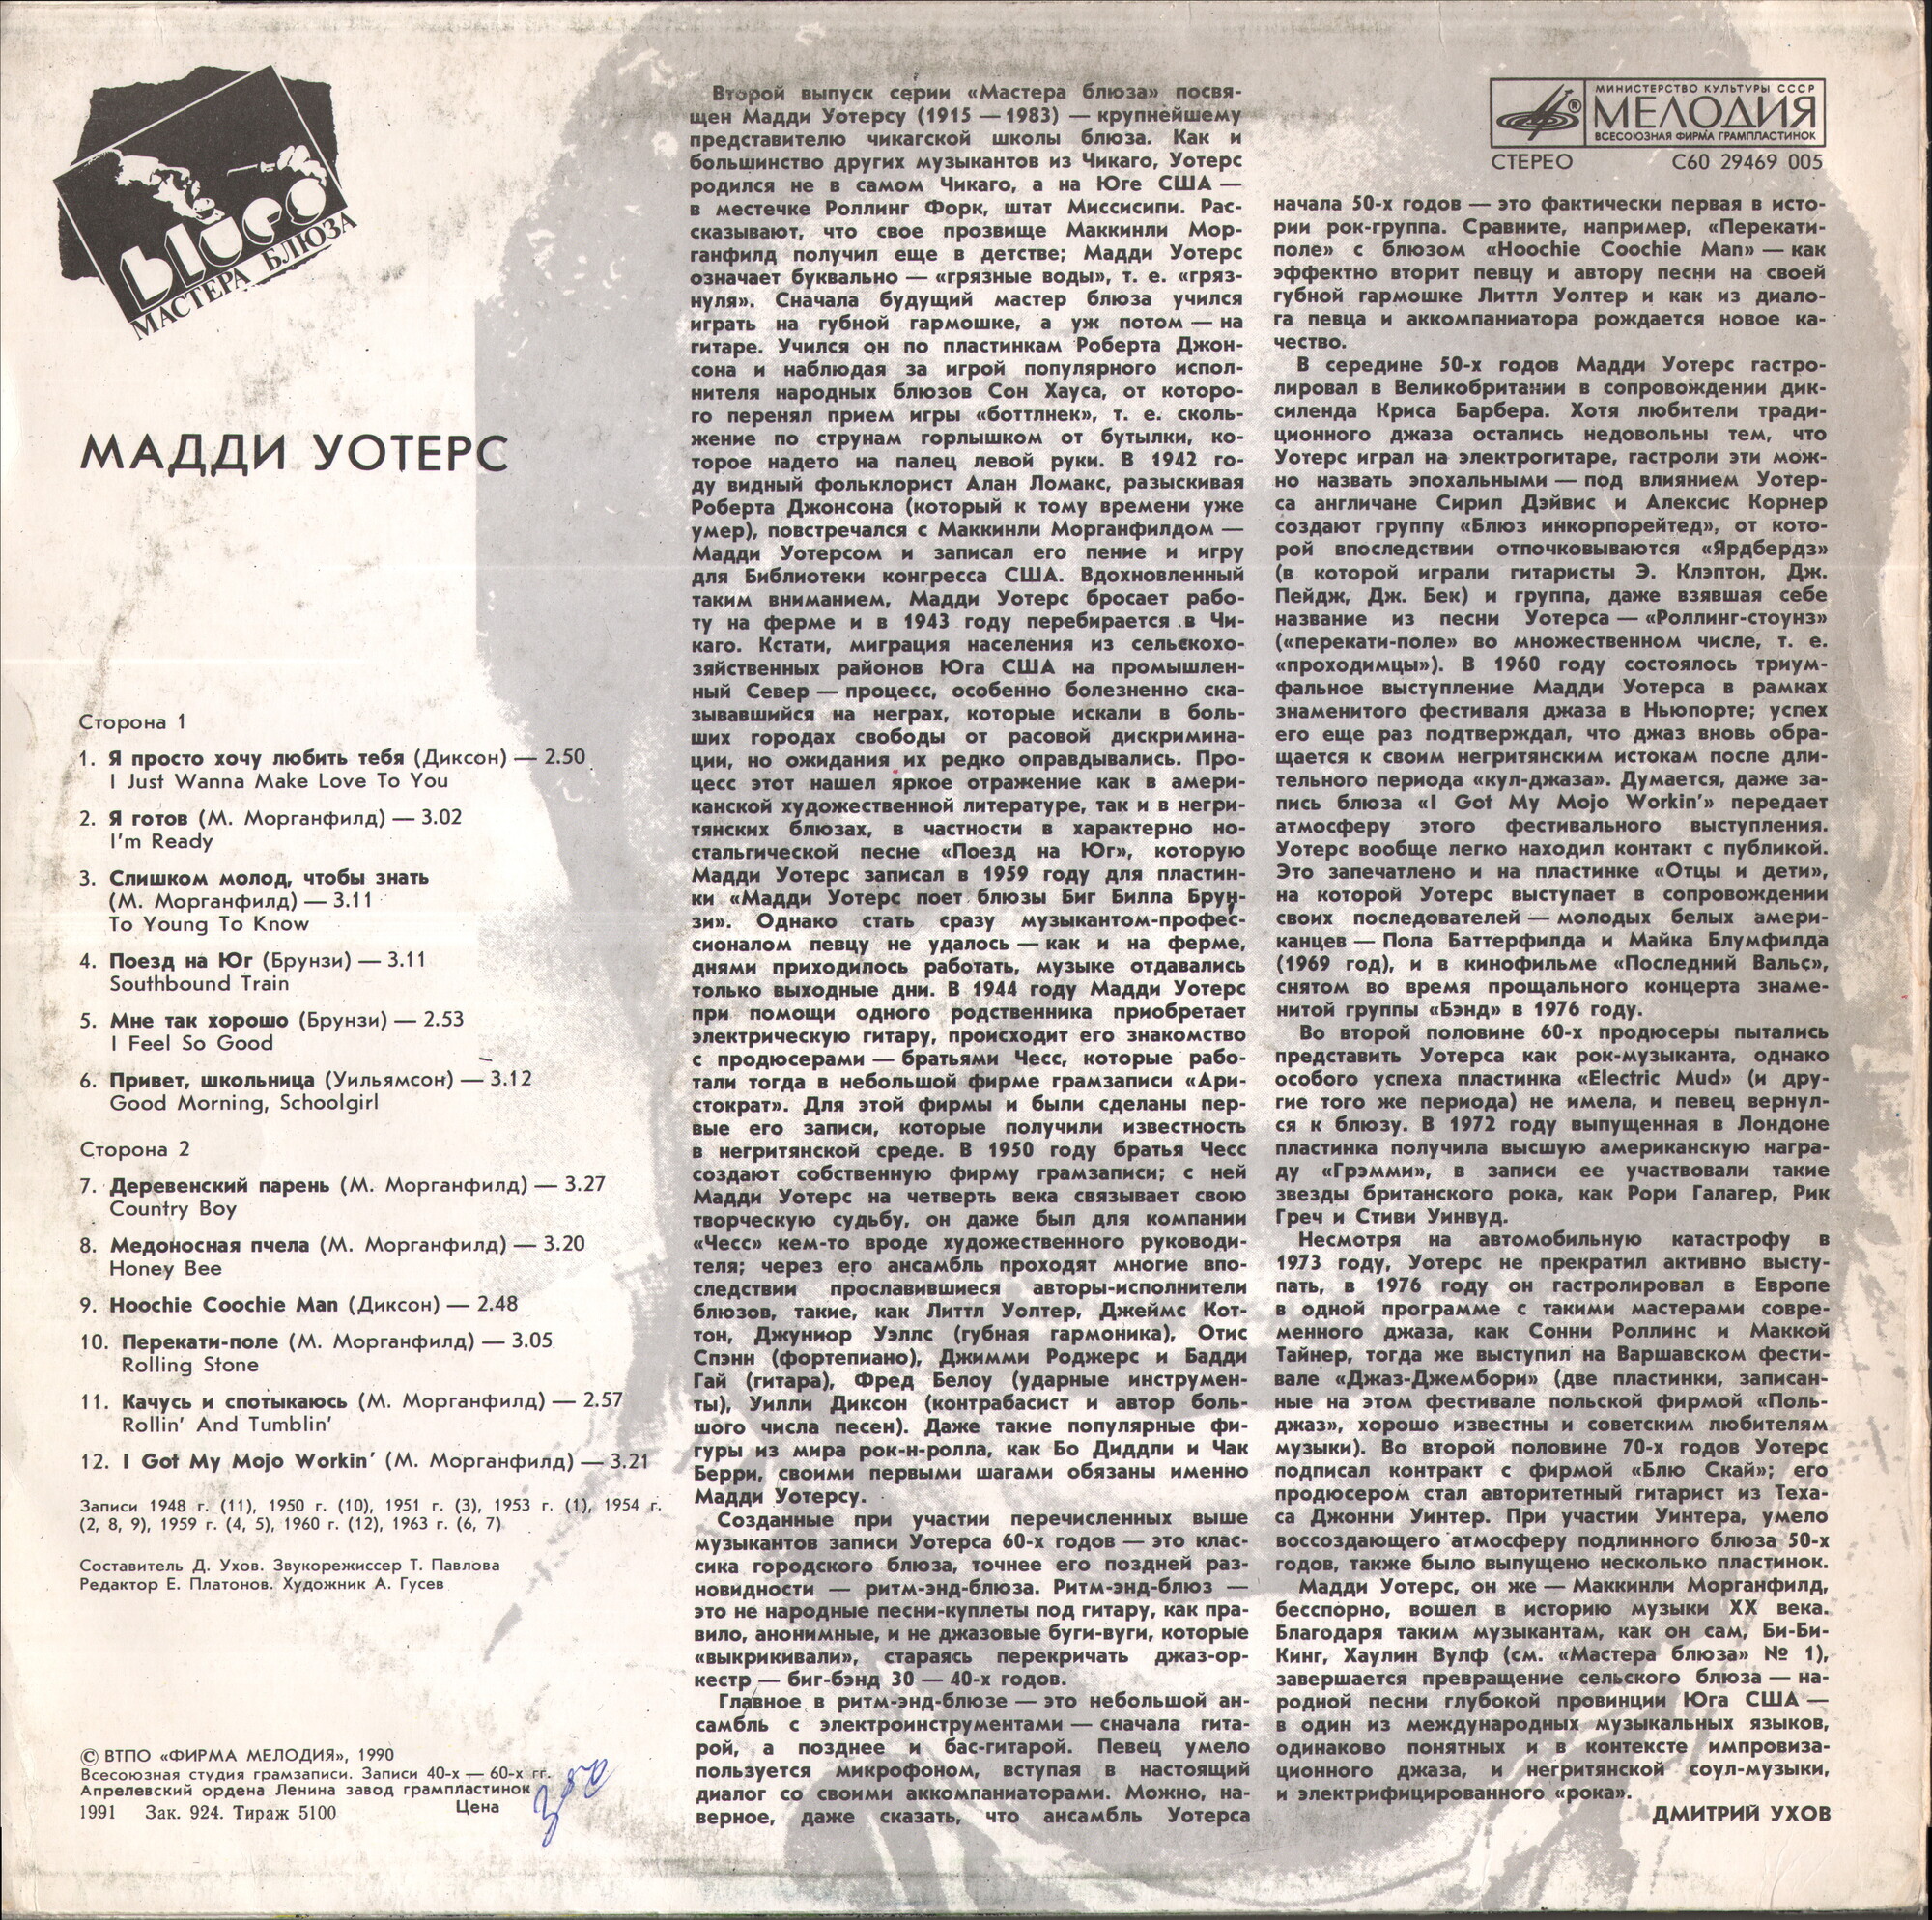 blues
МАСТЕРА БЛЮЗА
МАДДИ УОТЕРС
Сторона 1
1. Я просто хочу любить тебя (Диксон) — 2.50
I Just Wanna Make Love To You
2. Я готов (М. Морганфилд) — 3.02
I'm Ready
3. Слишком молод, чтобы знать
(М. Морганфилд) — 3.11
To Young To Know
4. Поезд на Юг (Брунзи) — 3.11
Southbound Train
5. Мне так хорошо (Брунзи) — 2.53
I Feel So Good
6. Привет, школьница (Уильямсон) — 3.12
Good Morning, Schoolgirl
Сторона 2
7. Деревенский парень (М. Морганфилд) — 3.27
Country Boy
8. Медоносная пчела (М. Морганфилд) — 3.20
Honey Bee
9. Hoochie Coochie Man (Диксон) — 2.48
10. Перекати-поле (М. Морганфилд) — 3.05
Rolling Stone
11. Качусь и спотыкаюсь (М. Морганфилд) — 2.57
Rollin' And Tumblin'
12. I Got My Mojo Workin' (М. Морганфилд) — 3.21
Записи 1948 г. (11), 1950 г. (10), 1951 г. (3), 1953 г. (1), 1954 г.
(2, 8, 9), 1959 г. (4, 5), 1960 г. (12), 1963 г. (6, 7)
Составитель Д. Ухов. Звукорежиссер Т. Павлова
Редактор Е. Платонов. Художник А. Гусев
© ВТПО «ФИРМА МЕЛОДИЯ», 1990
Всесоюзная студия грамзаписи. Записи 40-х — 60-х гг.
Апрелевский ордена Ленина завод грампластинок
1991 Зак. 924. Тираж 5100 Цена
Второй выпуск серии «Мастера блюза» посвя-
щен Мадди Уотерсу (1915 — 1983) — крупнейшему
представителю чикагской школы блюза. Как и
большинство других музыкантов из Чикаго, Уотерс
родился не в самом Чикаго, а на Юге США —
в местечке Роллинг Форк, штат Миссисипи. Рас-
сказывают, что свое прозвище Маккинли Мор-
ганфилд получил еще в детстве; Мадди Уотерс
означает буквально — «грязные воды», т. е. «гряз-
нуля». Сначала будущий мастер блюза учился
играть на губной гармошке, а уж потом — на
гитаре. Учился он по пластинкам Роберта Джон-
сона и наблюдая за игрой популярного испол-
нителя народных блюзов Сон Хауса, от которо-
го перенял прием игры «боттлнек», т. е. сколь-
жение по струнам горлышком от бутылки, ко-
торое надето на палец левой руки. В 1942 го-
ду видный фольклорист Алан Ломакс, разыскивая
Роберта Джонсона (который к тому времени уже
умер), повстречался с Маккинли Морганфилдом —
Мадди Уотерсом и записал его пение и игру
для Библиотеки конгресса США. Вдохновленный
таким вниманием, Мадди Уотерс бросает рабо-
ту на ферме и в 1943 году перебирается в Чи-
каго. Кстати, миграция населения из сельскохо-
зяйственных районов Юга США на промышлен-
ный Север — процесс, особенно болезненно ска-
зывавшийся на неграх, которые искали в боль-
ших городах свободы от расовой дискримина-
ции, но ожидания их редко оправдывались. Про-
цесс этот нашел яркое отражение как в амери-
канской художественной литературе, так и в негри-
тянских блюзах, в частности в характерно но-
стальгической песне «Поезд на Юг», которую
Мадди Уотерс записал в 1959 году для пластин-
ки «Мадди Уотерс поет блюзы Биг Билла Брун-
зи». Однако стать сразу музыкантом-профес-
сионалом певцу не удалось — как и на ферме,
днями приходилось работать, музыке отдавались
только выходные дни. В 1944 году Мадди Уотерс
при помощи одного родственника приобретает
электрическую гитару, происходит его знакомство
с продюсерами — братьями Чесс, которые рабо-
тали тогда в небольшой фирме грамзаписи «Ари-
стократ». Для этой фирмы и были сделаны пер-
вые его записи, которые получили известность
в негритянской среде. В 1950 году братья Чесс
создают собственную фирму грамзаписи; с ней
Мадди Уотерс на четверть века связывает свою
творческую судьбу, он даже был для компании
«Чесс» кем-то вроде художественного руководи-
теля; через его ансамбль проходят многие впо-
следствии прославившиеся авторы-исполнители
блюзов, такие, как Литтл Уолтер, Джеймс Кот-
тон, Джуниор Уэллс (губная гармоника), Отис
Спэнн (фортепиано), Джимми Роджерс и Бадди
Гай (гитара), Фред Белоу (ударные инструмен-
ты), Уилли Диксон (контрабасист и автор боль-
шого числа песен). Даже такие популярные фи-
гуры из мира рок-н-ролла, как Бо Диддли и Чак
Берри, своими первыми шагами обязаны именно
Мадди Уотерсу.
Созданные при участии перечисленных выше
музыкантов записи Уотерса 60-х годов — это клас-
сика городского блюза, точнее его поздней раз-
новидности — ритм-энд-блюза. Ритм-энд-блюз —
это не народные песни-куплеты под гитару, как пра-
вило, анонимные, и не джазовые буги-вуги, которые
«выкрикивали», стараясь перекричать джаз-ор-
кестр — биг-бэнд 30 — 40-х годов.
Главное в ритм-энд-блюзе — это небольшой ан-
самбль с электроинструментами — сначала гита-
рой, а позднее и бас-гитарой. Певец умело
пользуется микрофоном, вступая в настоящий
диалог со своими аккомпаниаторами. Можно, на-
верное, даже сказать, что ансамбль Уотерса
МИНИСТЕРСТВО КУЛЬТУРЫ СССР
МЕЛОДИЯ
ВСЕСОЮЗНАЯ ФИРМА ГРАМПЛАСТИНОК
СТЕРЕО С60 29469 005
начала 50-х годов — это фактически первая в исто-
рии рок-группа. Сравните, например, «Перекати-
поле» с блюзом «Hoochie Coochie Man» — как
эффектно вторит певцу и автору песни на своей
губной гармошке Литтл Уолтер и как из диало-
га певца и аккомпаниатора рождается новое ка-
чество.
В середине 50-х годов Мадди Уотерс гастро-
лировал в Великобритании в сопровождении дик-
силенда Криса Барбера. Хотя любители тради-
ционного джаза остались недовольны тем, что
Уотерс играл на электрогитаре, гастроли эти мож-
но назвать эпохальными — под влиянием Уотер-
са англичане Сирил Дэйвис и Алексис Корнер
создают группу «Блюз инкорпорейтед», от кото-
рой впоследствии отпочковываются «Ярдбердз»
(в которой играли гитаристы Э. Клэптон, Дж.
Пейдж, Дж. Бек) и группа, даже взявшая себе
название из песни Уотерса — «Роллинг-стоунз»
(«перекати-поле» во множественном числе, т. е.
«проходимцы»). В 1960 году состоялось триум-
фальное выступление Мадди Уотерса в рамках
знаменитого фестиваля джаза в Ньюпорте; успех
его еще раз подтверждал, что джаз вновь обра-
щается к своим негритянским истокам после дли-
тельного периода «кул-джаза». Думается, даже за-
пись блюза «I Got My Mojo Workin'» передает
атмосферу этого фестивального выступления.
Уотерс вообще легко находил контакт с публикой.
Это запечатлено и на пластинке «Отцы и дети»,
на которой Уотерс выступает в сопровождении
своих последователей — молодых белых амери-
канцев — Пола Баттерфилда и Майка Блумфилда
(1969 год), и в кинофильме «Последний Вальс»,
снятом во время прощального концерта знаме-
нитой группы «Бэнд» в 1976 году.
Во второй половине 60-х продюсеры пытались
представить Уотерса как рок-музыканта, однако
особого успеха пластинка «Electric Mud» (и дру-
гие того же периода) не имела, и певец вернул-
ся к блюзу. В 1972 году выпущенная в Лондоне
пластинка получила высшую американскую награ-
ду «Грэмми», в записи ее участвовали такие
звезды британского рока, как Рори Галагер, Рик
Греч и Стиви Уинвуд.
Несмотря на автомобильную катастрофу в
1973 году, Уотерс не прекратил активно высту-
пать, в 1976 году он гастролировал в Европе
в одной программе с такими мастерами совре-
менного джаза, как Сонни Роллинс и Маккой
Тайнер, тогда же выступил на Варшавском фести-
вале «Джаз-Джембори» (две пластинки, записан-
ные на этом фестивале польской фирмой «Поль-
джаз», хорошо известны и советским любителям
музыки). Во второй половине 70-х годов Уотерс
подписал контракт с фирмой «Блю Скай»; его
продюсером стал авторитетный гитарист из Теха-
са Джонни Уинтер. При участии Уинтера, умело
воссоздающего атмосферу подлинного блюза 50-х
годов, также было выпущено несколько пластинок.
Мадди Уотерс, он же — Маккинли Морганфилд,
бесспорно, вошел в историю музыки XX века.
Благодаря таким музыкантам, как он сам, Би-Би-
Кинг, Хаулин Вулф (см. «Мастера блюза» № 1),
завершается превращение сельского блюза — на-
родной песни глубокой провинции Юга США —
в один из международных музыкальных языков,
одинаково понятных и в контексте импровиза-
ционного джаза, и негритянской соул-музыки,
и электрифицированного «рока».
ДМИТРИЙ УХОВ